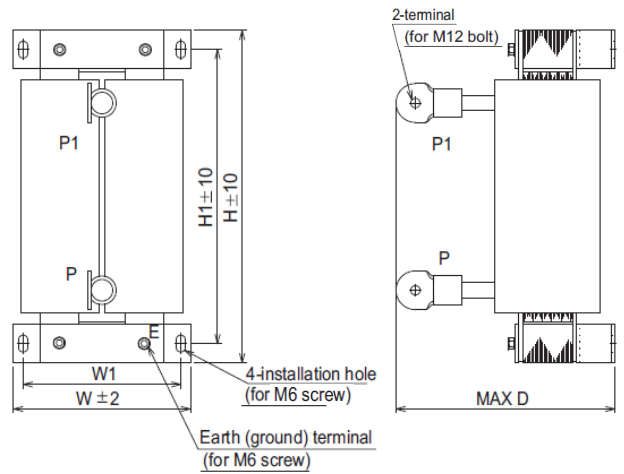 2-terminal
(for M12 bolt)
P1
P1
H1±10
H±10
P
P
E
W1
W±2
4-installation hole
(for M6 screw)
MAX D
Earth (ground) terminal
(for M6 screw)